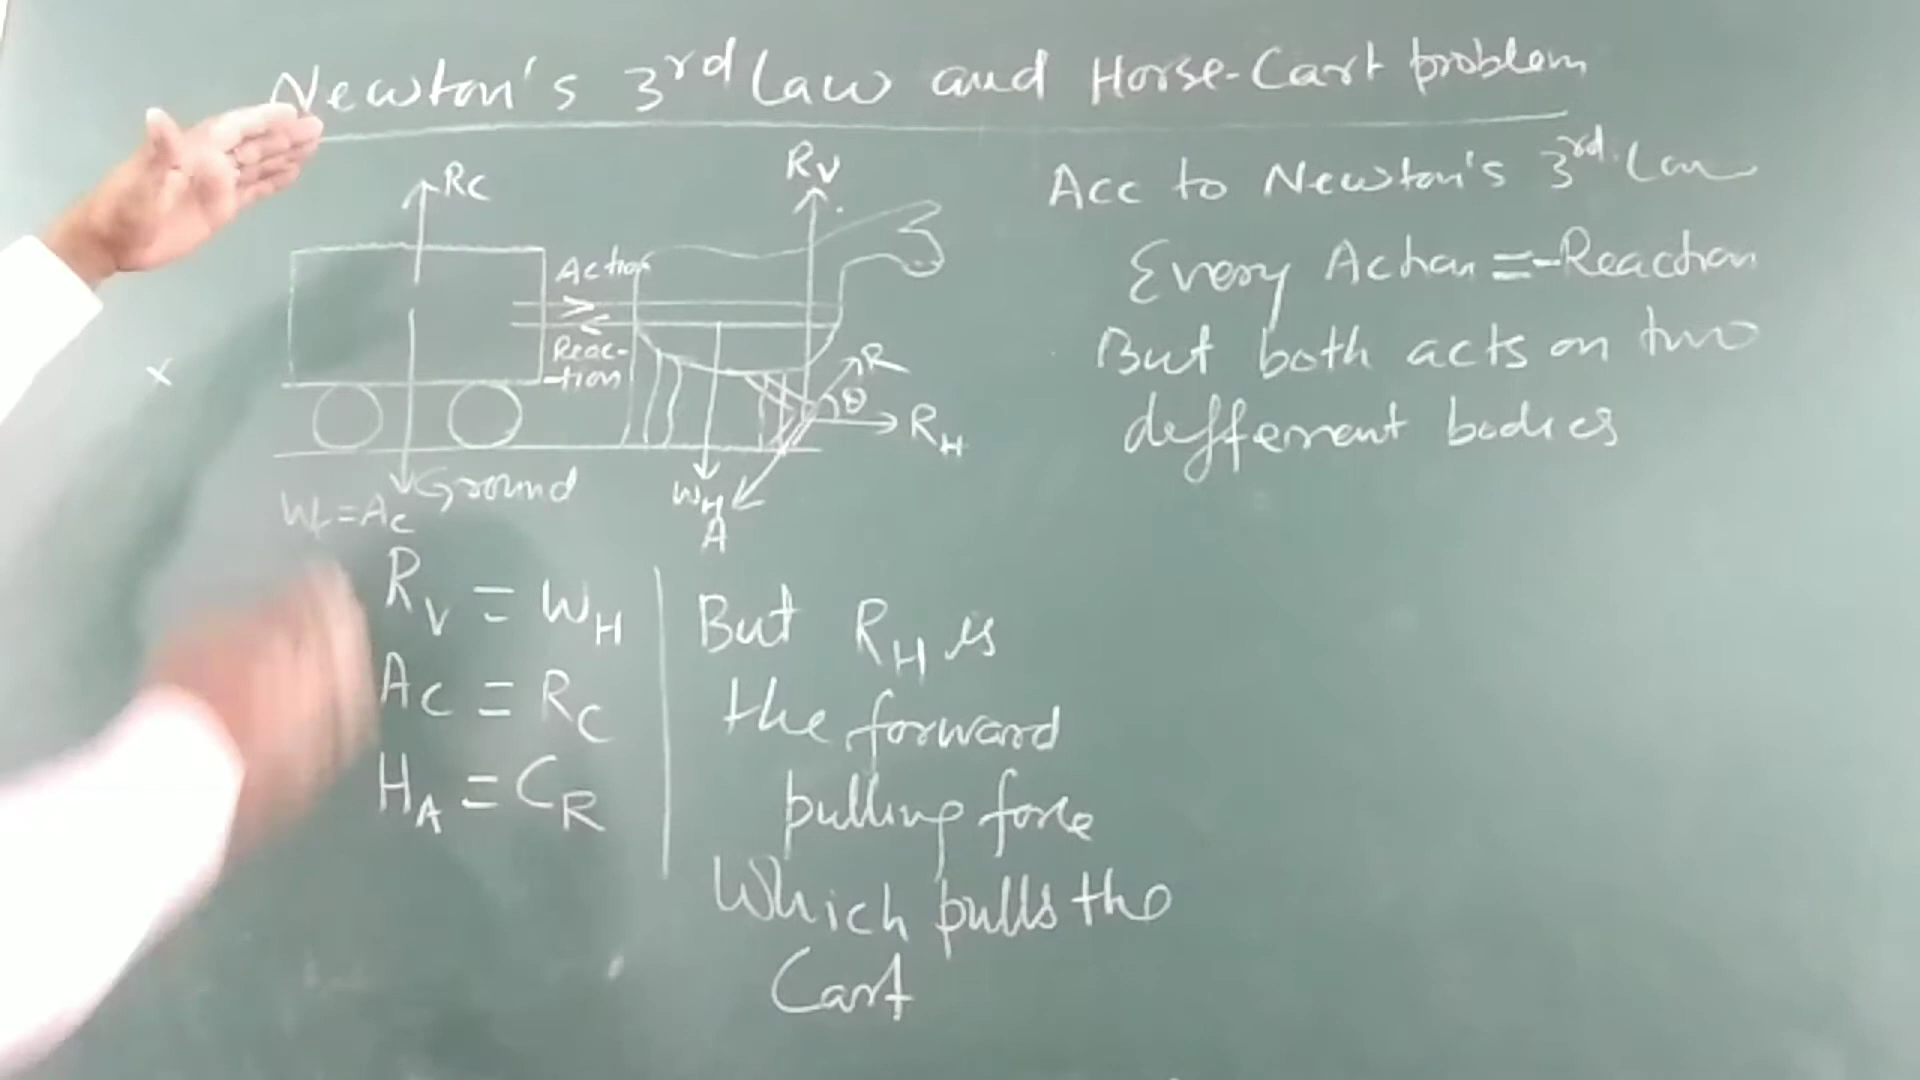 Newton's 3rd Law and Horse-Cart problem
Rc
Rv
Action
Reac-
-tion
R
θ
RH
x
Ground
WH
A
= Ac
Rv = WH
Ac = Rc
HA = CR
But RH is
the forward
pulling force
Which pulls the
Cart
Acc to Newton's 3rd Law
Every Action = -Reaction
But both acts on two
defferent bodies